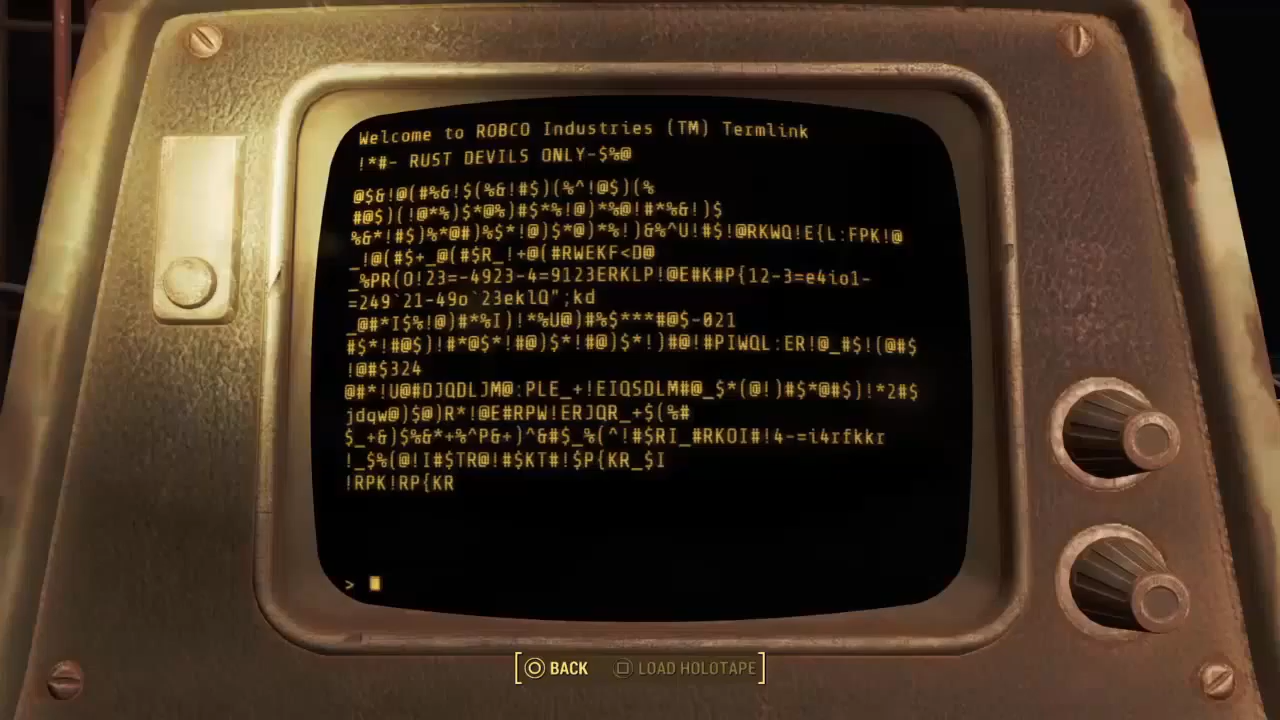 Welcome to ROBCO Industries (TM) Termlink
!*#- RUST DEVILS ONLY-$%@
@$&!@(#%&!$(%&!#$)(%^!@$)(%
#@$)(!@*%)$*@%)#$*%!@)*%@!#*%&!)$
%&*!#$)%*@#)%$*!@)$*@)*%!)&%^U!#$!@RKWQ!E{L:FPK!@
_!@(#$+_@(#$R_!+@(#RWEKF<D@
_%PR(O!23=-4923-4=9123ERKLP!@E#K#P{12-3=e4io1-
=249`21-49o`23eklQ";kd
_@#*I$%!@)#*%I)!*%U@)#%$***#@$-021
#$*!#@$)!#*@$*!#@)$*!#@)$*!)#@!#PIWQL:ER!@_#$!(@#$
!@#$324
@#*!U@#DJQDLJM@:PLE_+!EIQSDLM#@_$*(@!)#$*@#$)!*2#$
jdqw@)$@)R*!@E#RPW!ERJQR_+$(%#
$_+&)$%&*+%^P&+)^&#$_%(^!#$RI_#RKOI#!4-=i4rfkkr
!_$%(@!I#$TR@!#$KT#!$P{KR_$I
!RPK!RP{KR
>
BACK
LOAD HOLOTAPE